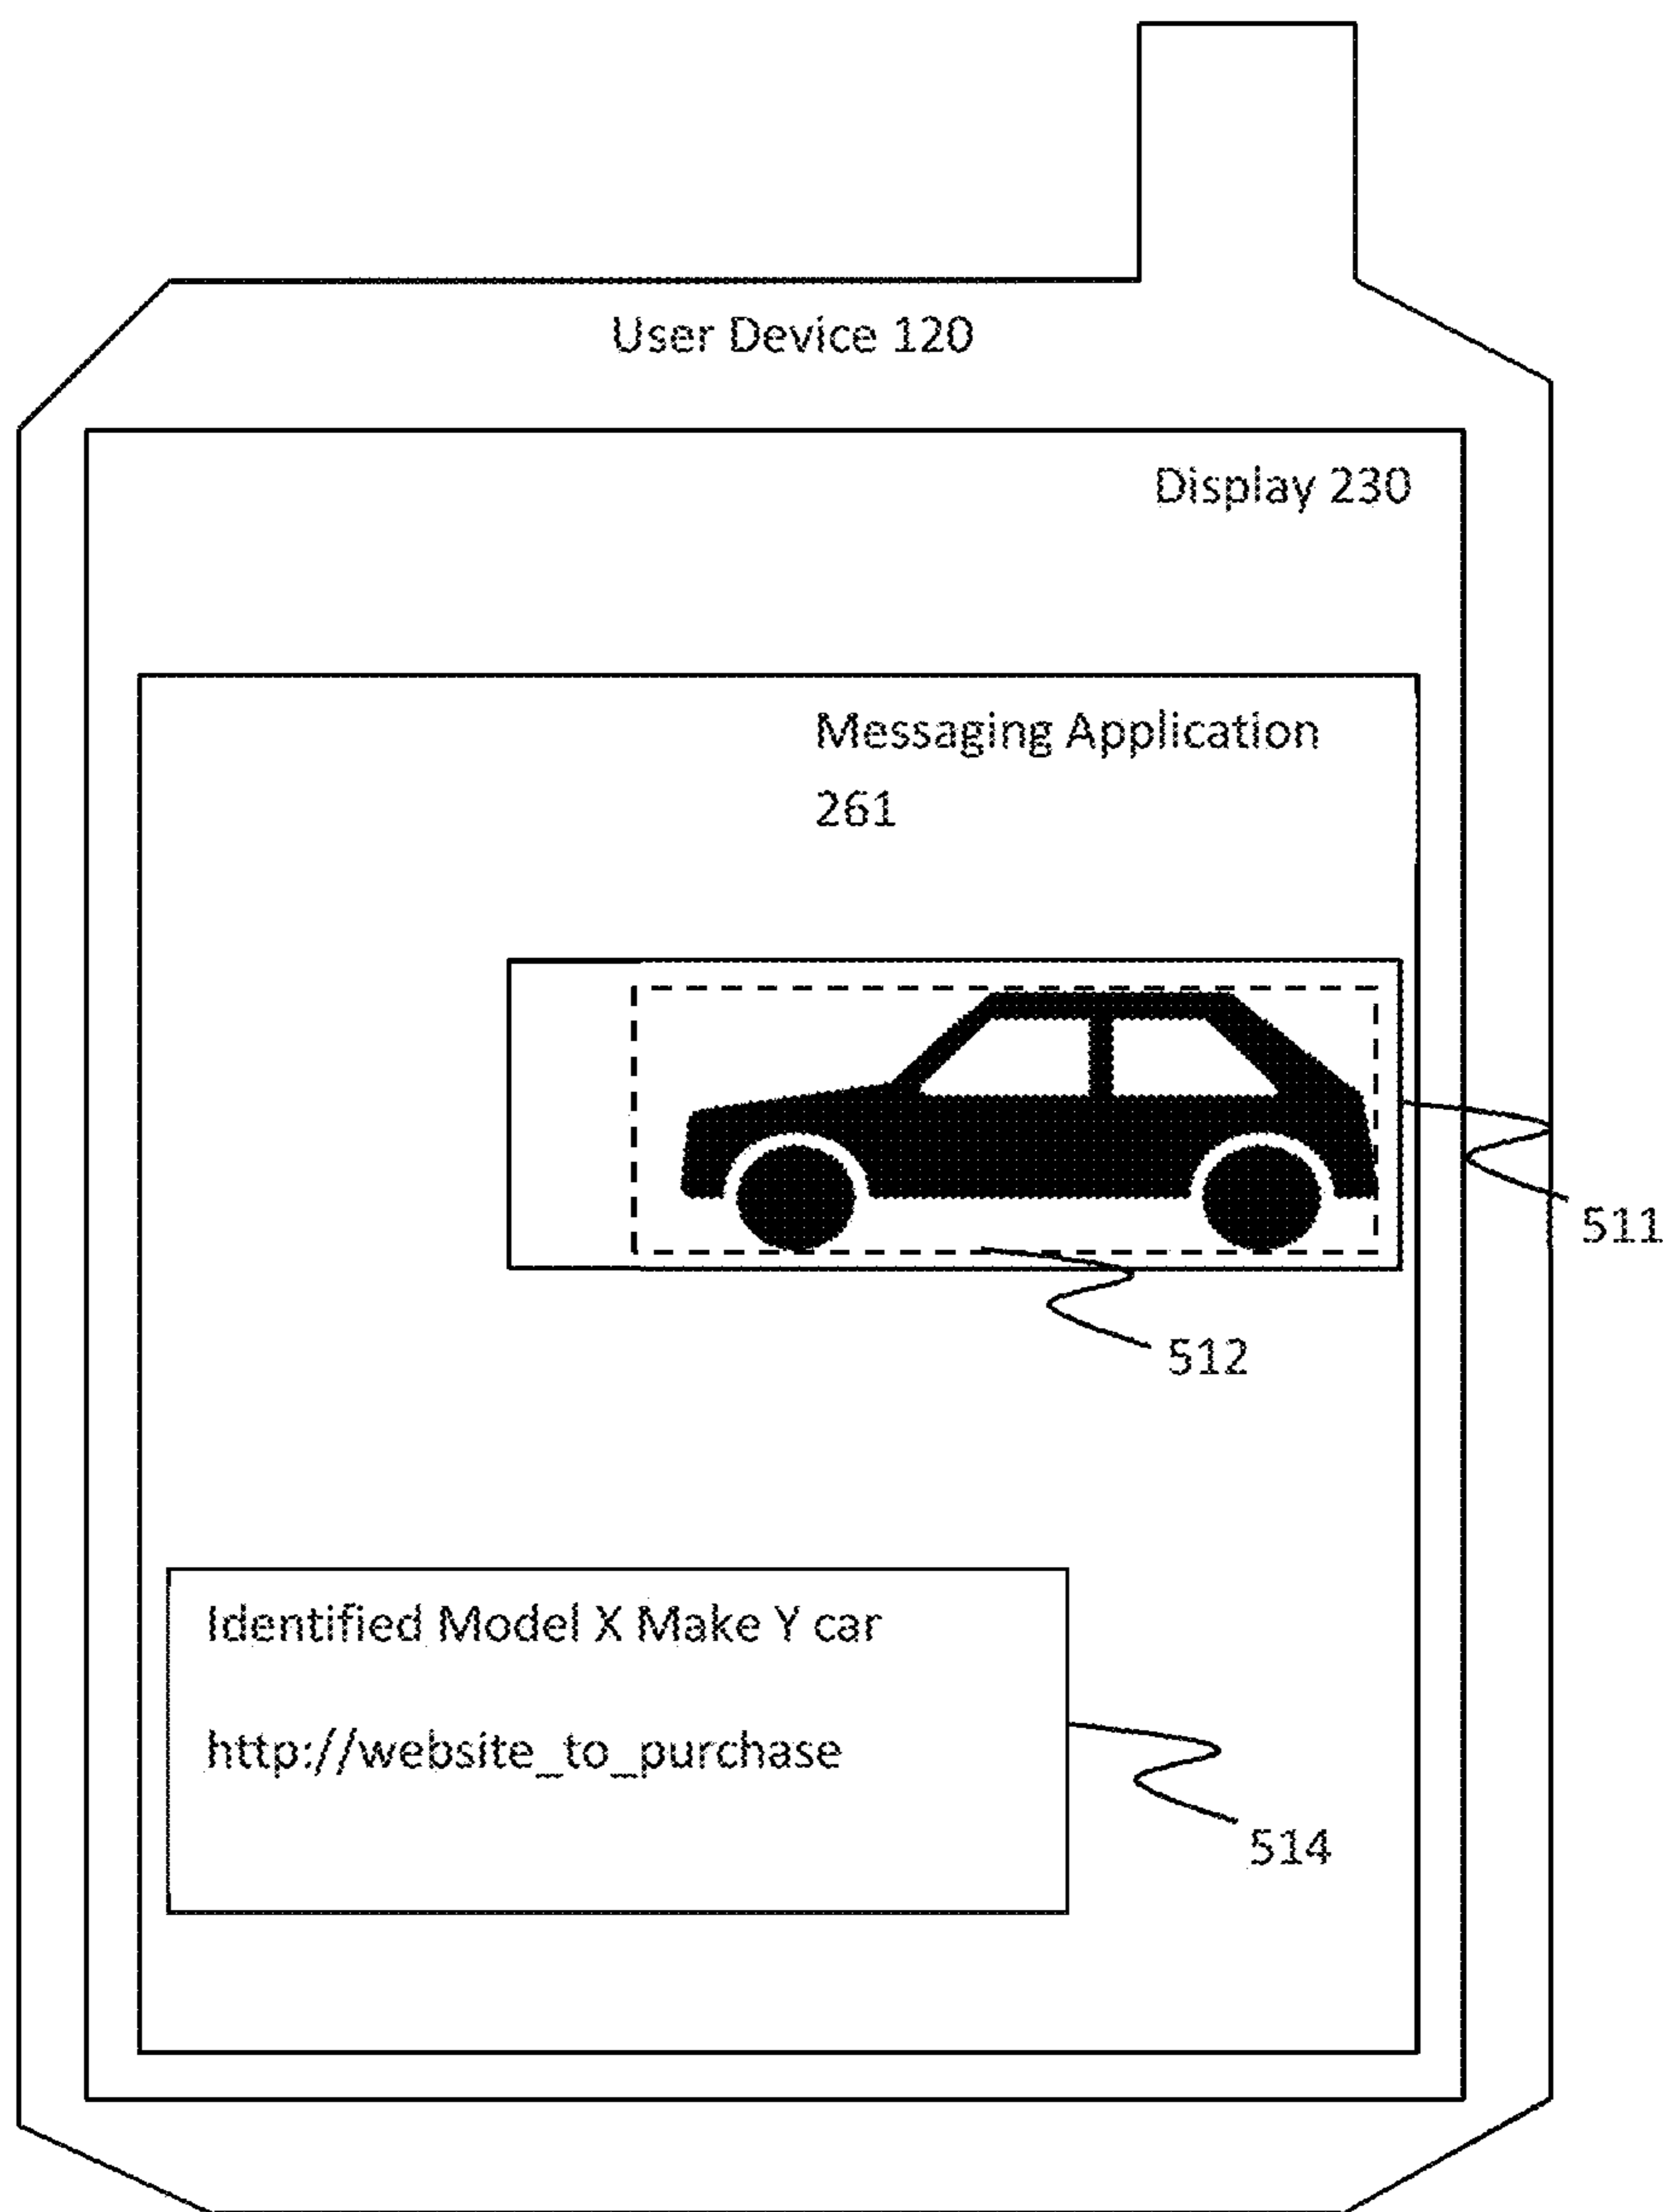 User Device 120
Display 230
Messaging Application
261
511
512
Identified Model X Make Y car
http://website_to_purchase
514